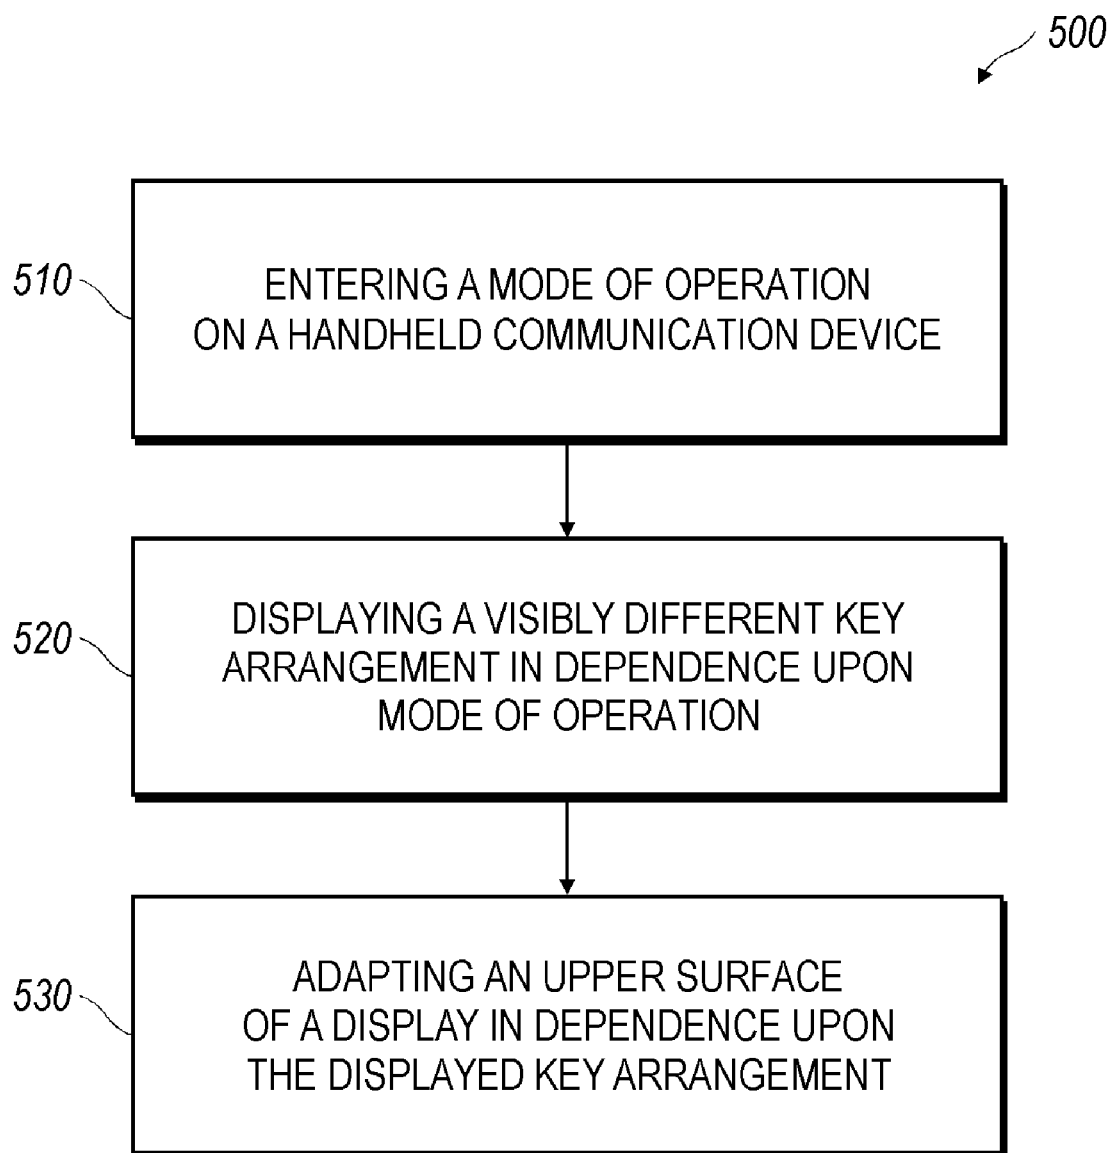 500
510
ENTERING A MODE OF OPERATION
ON A HANDHELD COMMUNICATION DEVICE
520
DISPLAYING A VISIBLY DIFFERENT KEY
ARRANGEMENT IN DEPENDENCE UPON
MODE OF OPERATION
530
ADAPTING AN UPPER SURFACE
OF A DISPLAY IN DEPENDENCE UPON
THE DISPLAYED KEY ARRANGEMENT